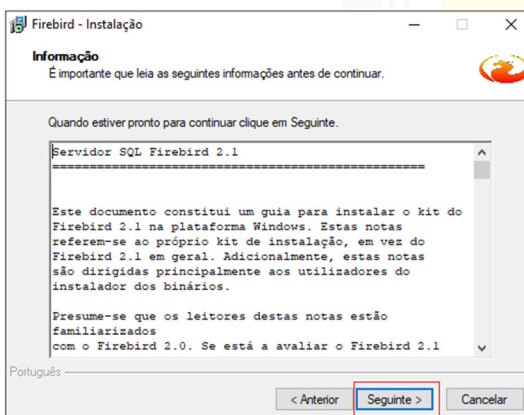 Firebird - Instalação
Informação
É importante que leia as seguintes informações antes de continuar.
Quando estiver pronto para continuar clique em Seguinte.
Servidor SQL Firebird 2.1
====================================================
Este documento constitui um guia para instalar o kit do
Firebird 2.1 na plataforma Windows. Estas notas
referem-se ao próprio kit de instalação, em vez do
Firebird 2.1 em geral. Adicionalmente, estas notas
são dirigidas principalmente aos utilizadores do
instalador dos binários.
Presume-se que os leitores destas notas estão
familiarizados
com o Firebird 2.0. Se está a avaliar o Firebird 2.1
Português
< Anterior Seguinte > Cancelar